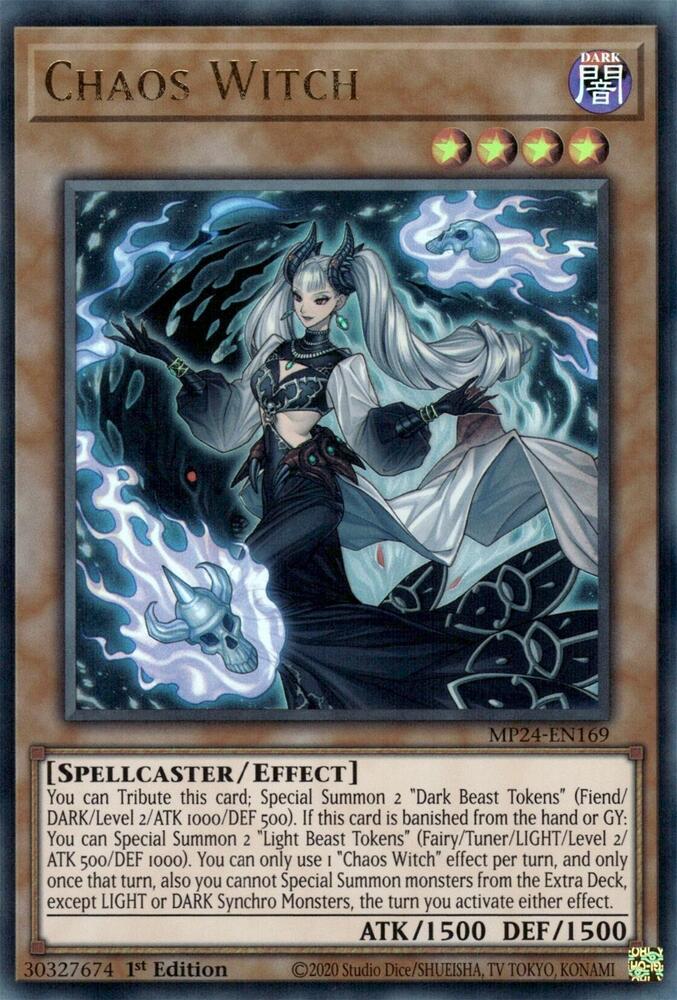 CHAOS WITCH
DARK
闇
MP24-EN169
[SPELLCASTER/EFFECT]
You can Tribute this card; Special Summon 2 "Dark Beast Tokens" (Fiend/
DARK/Level 2/ATK 1000/DEF 500). If this card is banished from the hand or GY:
You can Special Summon 2 "Light Beast Tokens" (Fairy/Tuner/LIGHT/Level 2/
ATK 500/DEF 1000). You can only use 1 "Chaos Witch" effect per turn, and only
once that turn, also you cannot Special Summon monsters from the Extra Deck,
except LIGHT or DARK Synchro Monsters, the turn you activate either effect.
ATK/1500 DEF/1500
30327674 1st Edition ©2020 Studio Dice/SHUEISHA, TV TOKYO, KONAMI